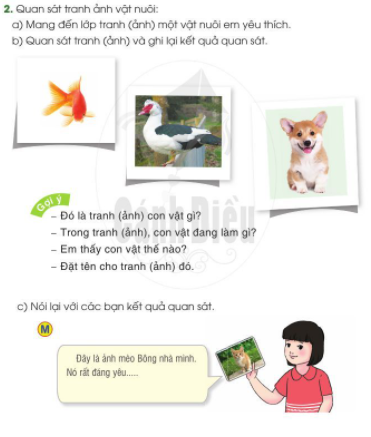 2. Quan sát tranh ảnh vật nuôi:
a) Mang đến lớp tranh (ảnh) một vật nuôi em yêu thích.
b) Quan sát tranh (ảnh) và ghi lại kết quả quan sát.
Gợi ý
– Đó là tranh (ảnh) con vật gì?
– Trong tranh (ảnh), con vật đang làm gì?
– Em thấy con vật thế nào?
– Đặt tên cho tranh (ảnh) đó.
Cánh Diều
c) Nói lại với các bạn kết quả quan sát.
M
Đây là ảnh mèo Bông nhà mình.
Nó rất đáng yêu.....